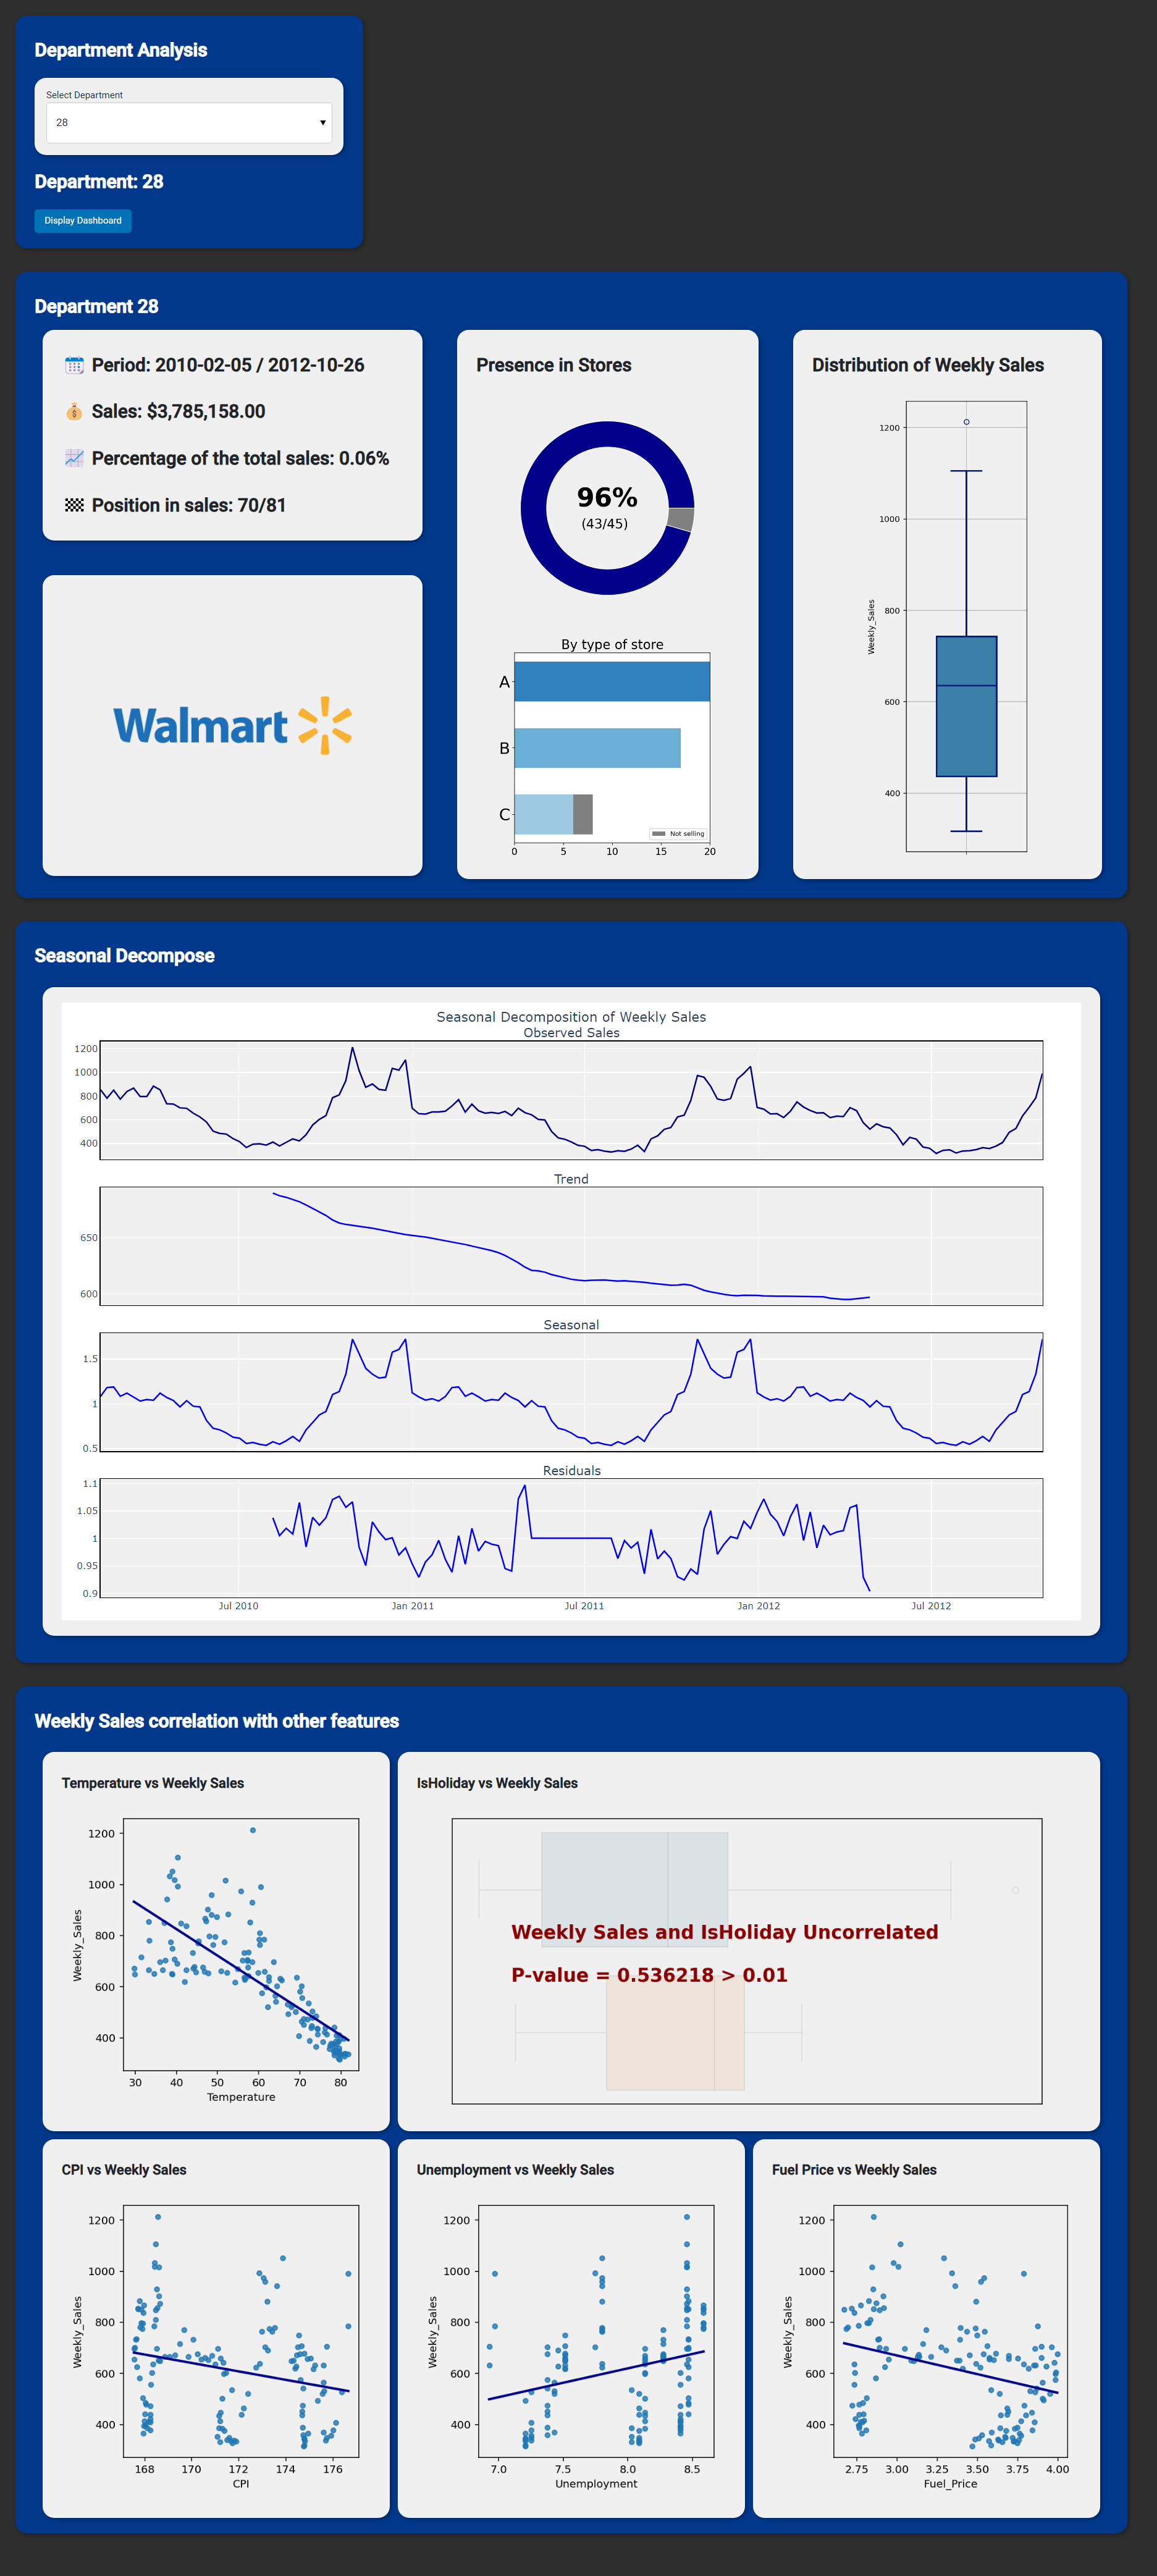 Department Analysis
Select Department
28
Department: 28
Display Dashboard
Department 28
Period: 2010-02-05 / 2012-10-26
Sales: $3,785,158.00
Percentage of the total sales: 0.06%
Position in sales: 70/81
Walmart
Presence in Stores
96%
(43/45)
By type of store
A
B
C
Not selling
0 5 10 15 20
Distribution of Weekly Sales
1200
1000
800
600
400
Weekly_Sales
Seasonal Decompose
Seasonal Decomposition of Weekly Sales
Observed Sales
1200
1000
800
600
400
Trend
650
600
Seasonal
1.5
1
0.5
Residuals
1.1
1.05
1
0.95
0.9
Jul 2010 Jan 2011 Jul 2011 Jan 2012 Jul 2012
Weekly Sales correlation with other features
Temperature vs Weekly Sales
1200
1000
800
600
400
Weekly_Sales
30 40 50 60 70 80
Temperature
IsHoliday vs Weekly Sales
Weekly Sales and IsHoliday Uncorrelated
P-value = 0.536218 > 0.01
CPI vs Weekly Sales
1200
1000
800
600
400
Weekly_Sales
168 170 172 174 176
CPI
Unemployment vs Weekly Sales
1200
1000
800
600
400
Weekly_Sales
7.0 7.5 8.0 8.5
Unemployment
Fuel Price vs Weekly Sales
1200
1000
800
600
400
Weekly_Sales
2.75 3.00 3.25 3.50 3.75 4.00
Fuel_Price